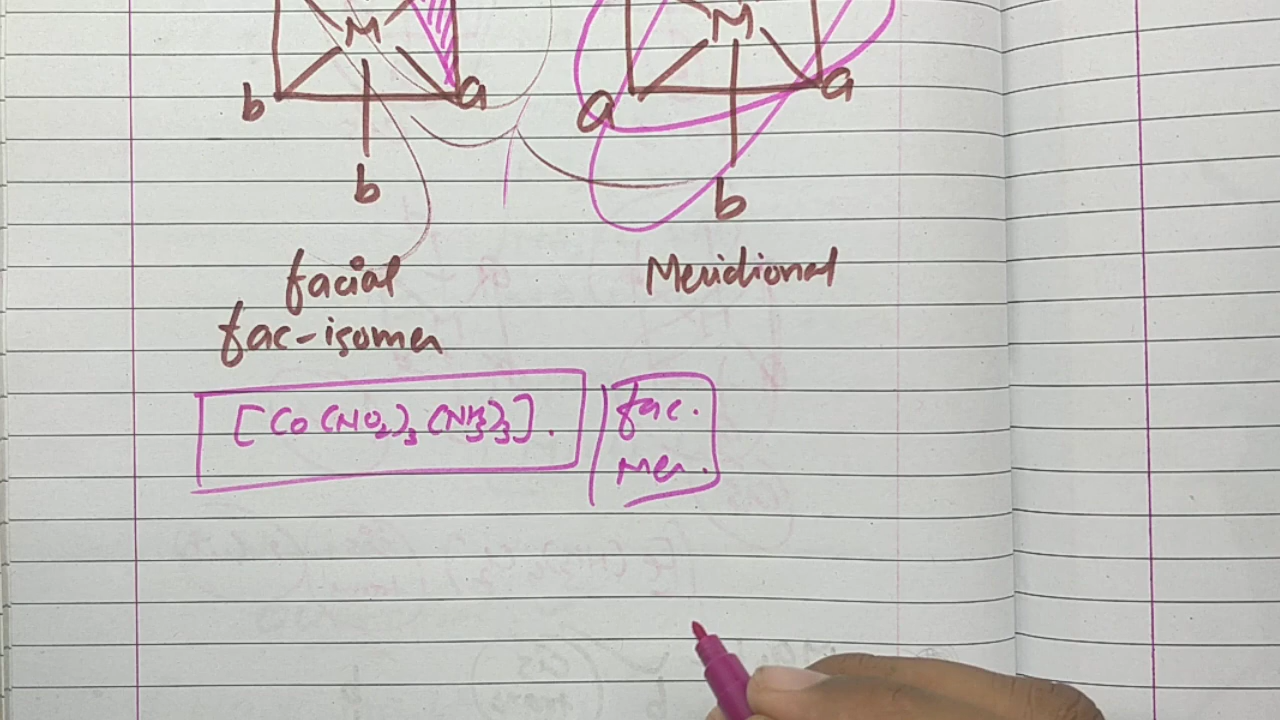 M M
b a a a
b b
facial Meridional
fac-isomer
[Co(NO₂)₃(NH₃)₃]. fac.
Mer.